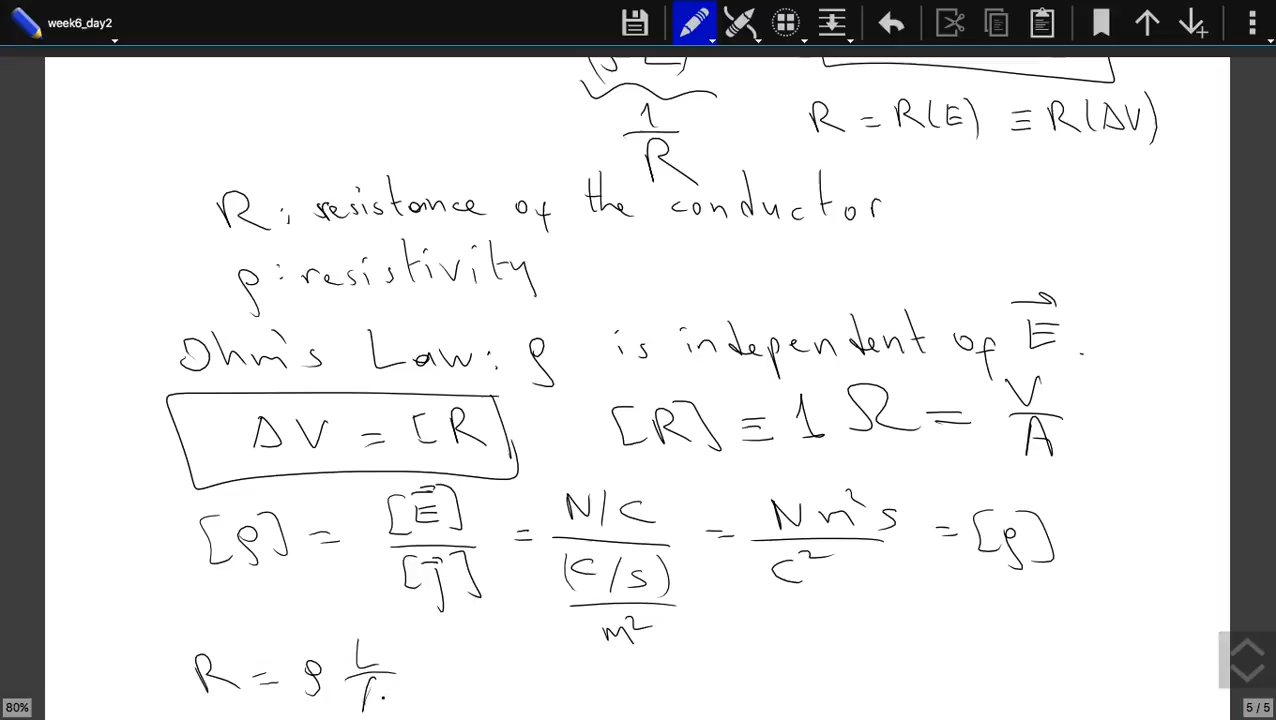 week6_day2
1/R
R = R(E) ≡ R(ΔV)
R: resistance of the conductor
ρ: resistivity
Ohm's Law: ρ is independent of E⃗.
ΔV = IR [R] ≡ 1 Ω = V/A
[ρ] = [E⃗]/[J⃗] = (N/C)/((C/s)/m²) = N m² s/C² = [ρ]
R = ρ L/
80% 5 / 5